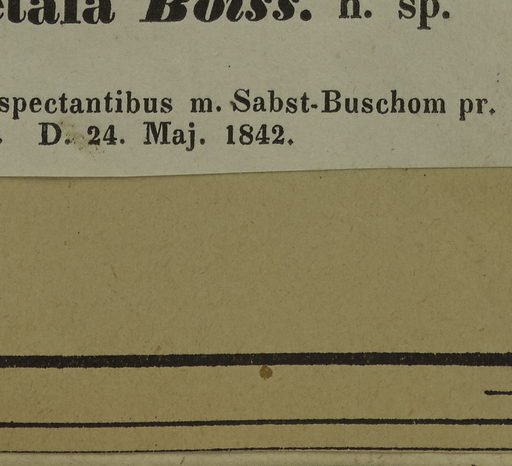 etala Boiss. n. sp.
spectantibus m. Sabst-Buschom pr.
. D. 24. Maj. 1842.